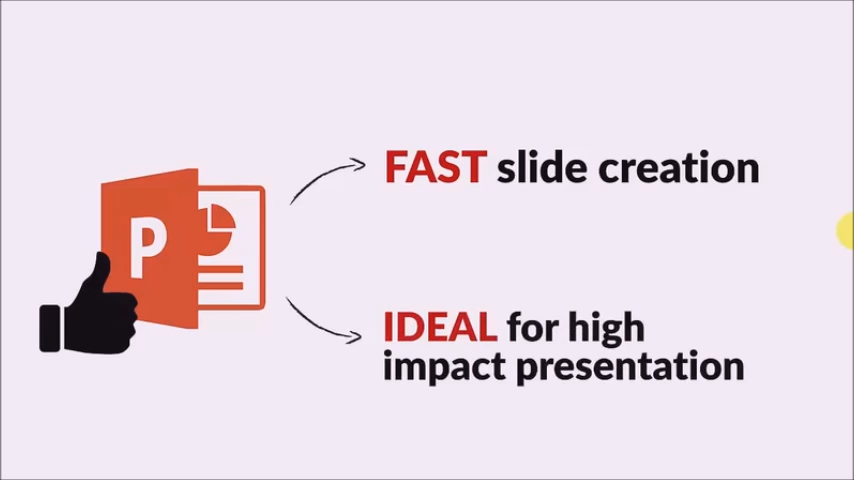 P
FAST slide creation
IDEAL for high
impact presentation